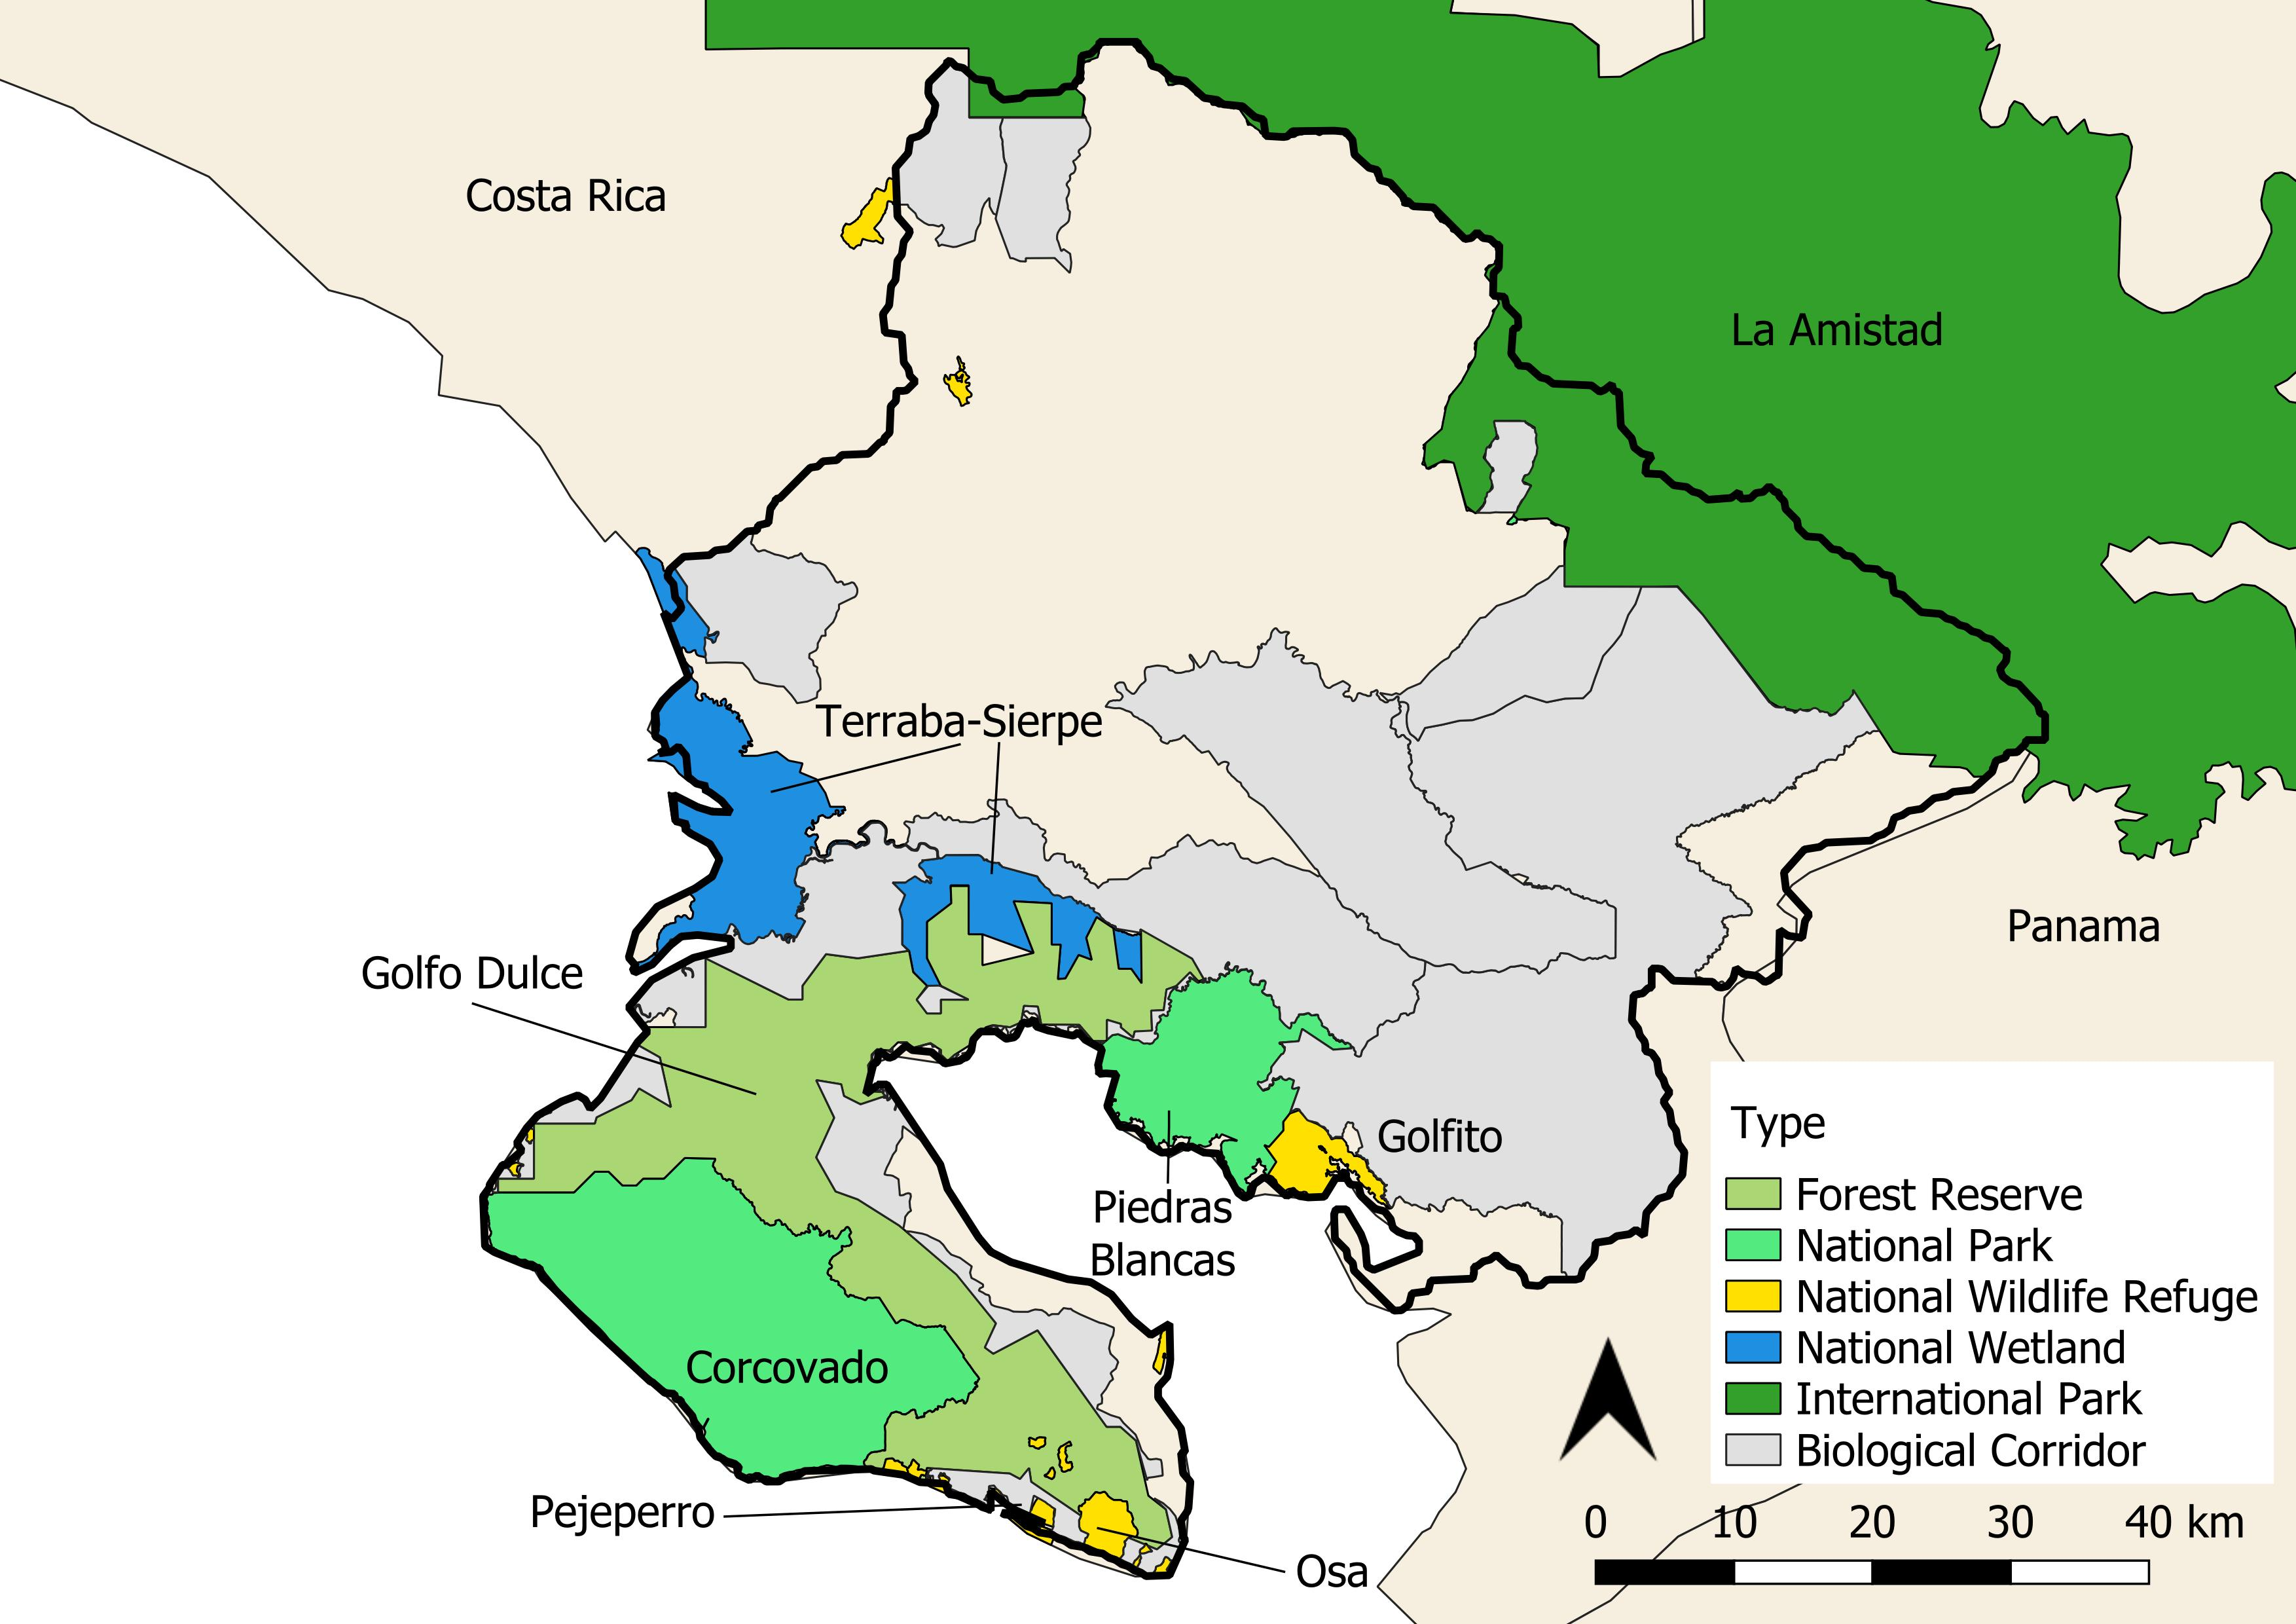 Costa Rica
La Amistad
Terraba-Sierpe
Panama
Golfo Dulce
Golfito
Piedras
Blancas
Corcovado
Pejeperro
Osa
Type
Forest Reserve
National Park
National Wildlife Refuge
National Wetland
International Park
Biological Corridor
0 10 20 30 40 km